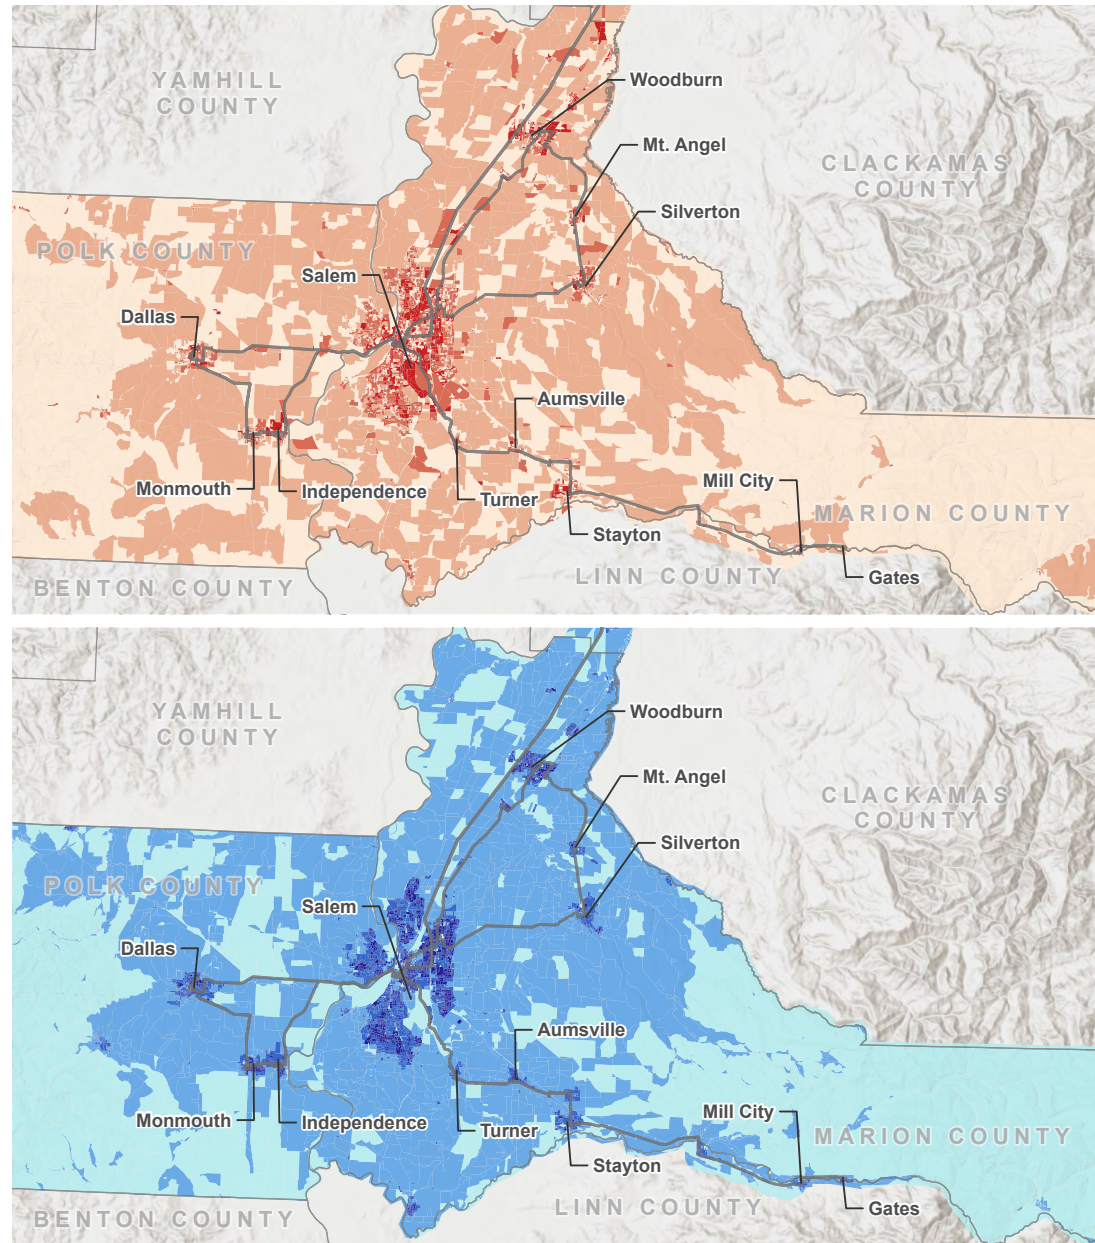 YAMHILL
COUNTY
Woodburn
Mt. Angel
CLACKAMAS
COUNTY
Silverton
POLK COUNTY
Salem
Dallas
Aumsville
Mill City
Monmouth
Independence
Turner
MARION COUNTY
Stayton
LINN COUNTY
Gates
BENTON COUNTY
YAMHILL
COUNTY
Woodburn
Mt. Angel
CLACKAMAS
COUNTY
Silverton
POLK COUNTY
Salem
Dallas
Aumsville
Mill City
Monmouth
Independence
Turner
MARION COUNTY
Stayton
LINN COUNTY
Gates
BENTON COUNTY